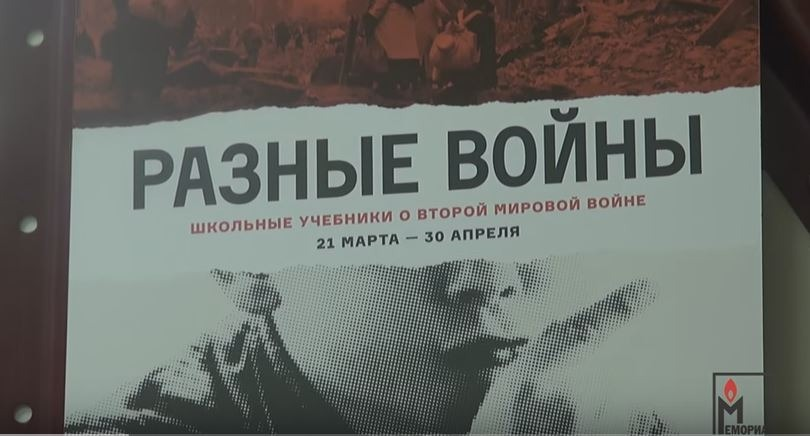 РАЗНЫЕ ВОЙНЫ
ШКОЛЬНЫЕ УЧЕБНИКИ О ВТОРОЙ МИРОВОЙ ВОЙНЕ
21 МАРТА — 30 АПРЕЛЯ
МЕМОРИА